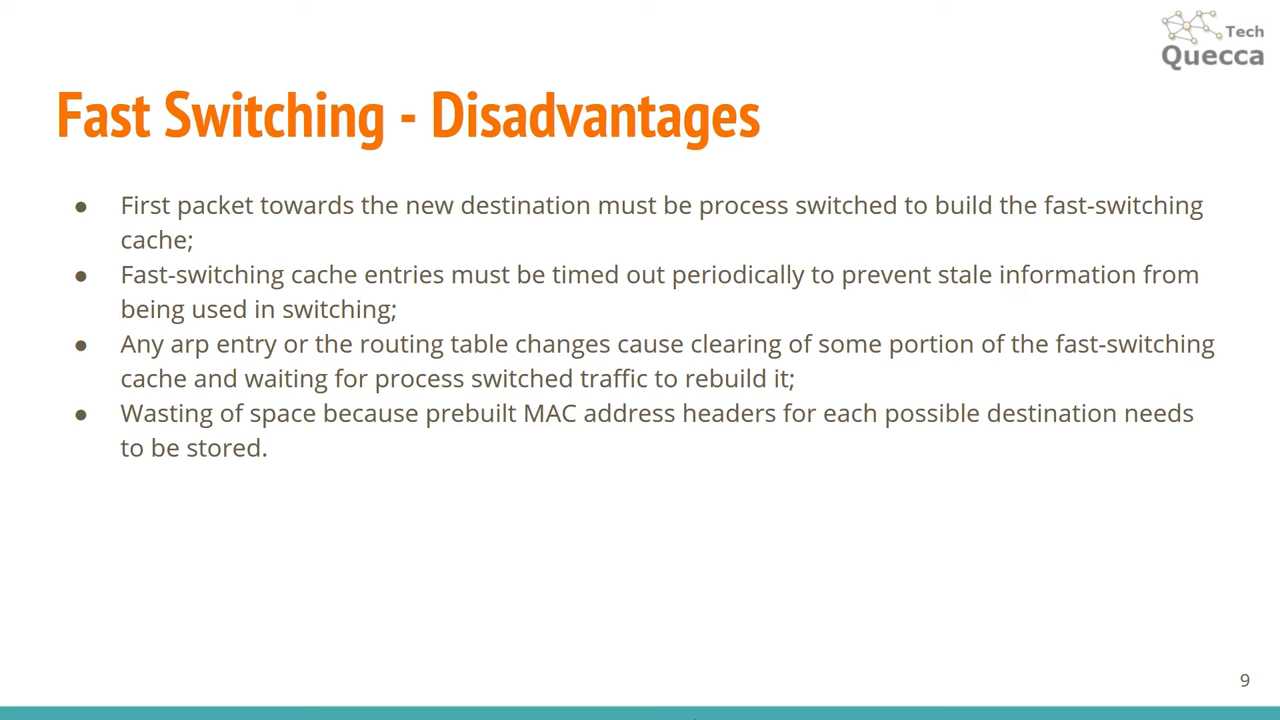 Tech
Quecca
Fast Switching - Disadvantages
● First packet towards the new destination must be process switched to build the fast-switching
cache;
● Fast-switching cache entries must be timed out periodically to prevent stale information from
being used in switching;
● Any arp entry or the routing table changes cause clearing of some portion of the fast-switching
cache and waiting for process switched traffic to rebuild it;
● Wasting of space because prebuilt MAC address headers for each possible destination needs
to be stored.
9